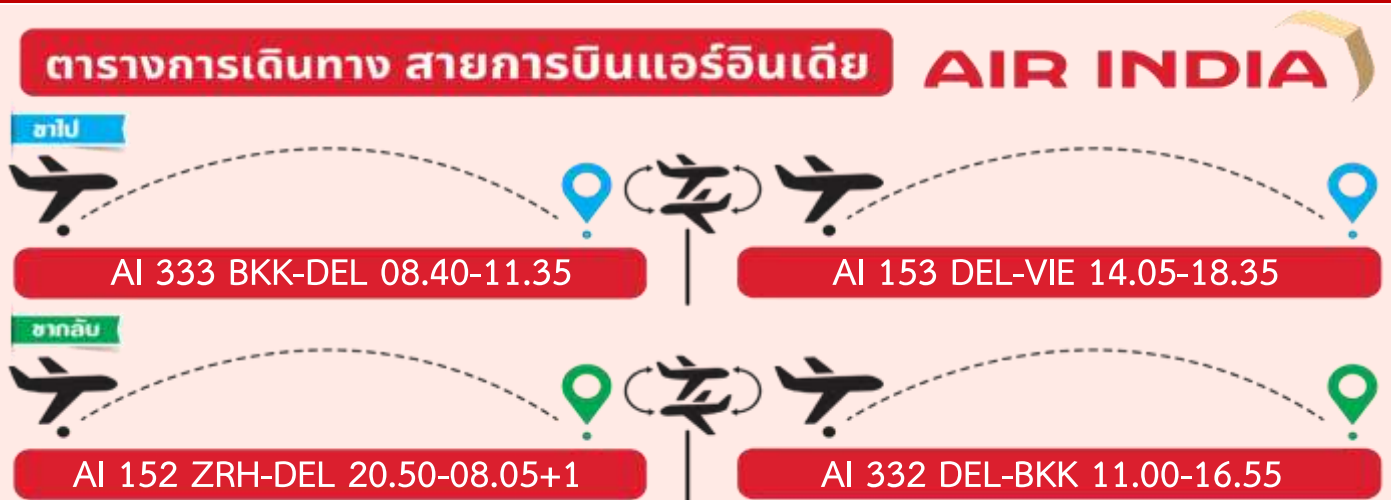 ตารางการเดินทาง สายการบินแอร์อินเดีย
AIR INDIA
ขาไป
AI 333 BKK-DEL 08.40-11.35
AI 153 DEL-VIE 14.05-18.35
ขากลับ
AI 152 ZRH-DEL 20.50-08.05+1
AI 332 DEL-BKK 11.00-16.55